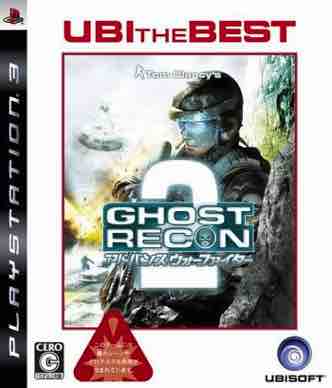 UBI THE BEST
PLAYSTATION 3
Tom Clancy's
2
GHOST
RECON
アドバンスウォーファイター
CERO
C
UBISOFT